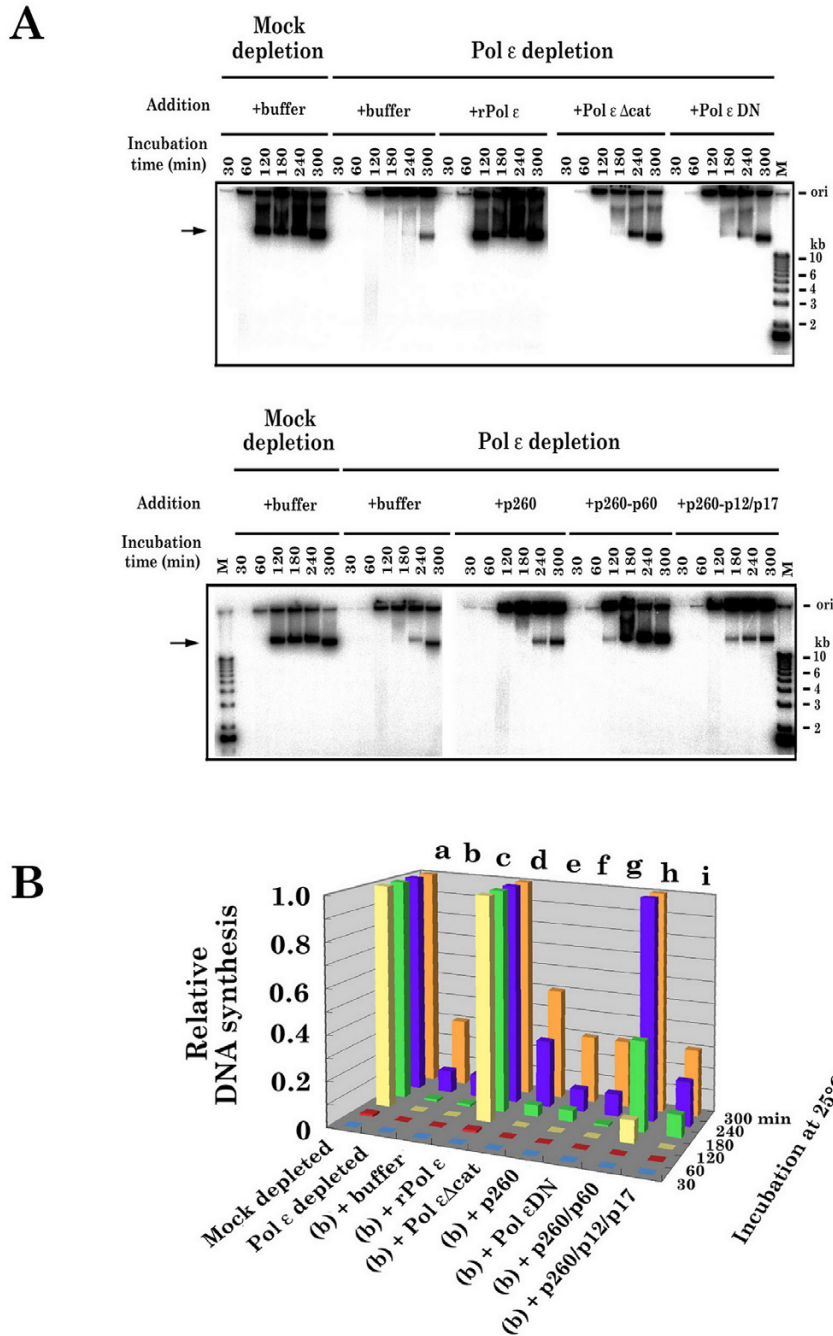 A
Mock depletion
Pol ε depletion
Addition +buffer +buffer +rPol ε +Pol ε Δcat +Pol ε DN
Incubation time (min)
30 60 120 180 240 300 30 60 120 180 240 300 30 60 120 180 240 300 30 60 120 180 240 300 30 60 120 180 240 300 M
ori
kb
10
6
4
3
2
Mock depletion
Pol ε depletion
Addition +buffer +buffer +p260 +p260-p60 +p260-p12/p17
Incubation time (min)
M 30 60 120 180 240 300 30 60 120 180 240 300 30 60 120 180 240 300 30 60 120 180 240 300 30 60 120 180 240 300 M
ori
kb
10
6
4
3
2
B
a b c d e f g h i
Relative DNA synthesis
1.0
0.8
0.6
0.4
0.2
0
300 min
240
180
120
60
30
Incubation at 25°
Mock depleted
Pol ε depleted
(b) + buffer
(b) + rPol ε
(b) + Pol εΔcat
(b) + p260
(b) + Pol εDN
(b) + p260/p60
(b) + p260/p12/p17